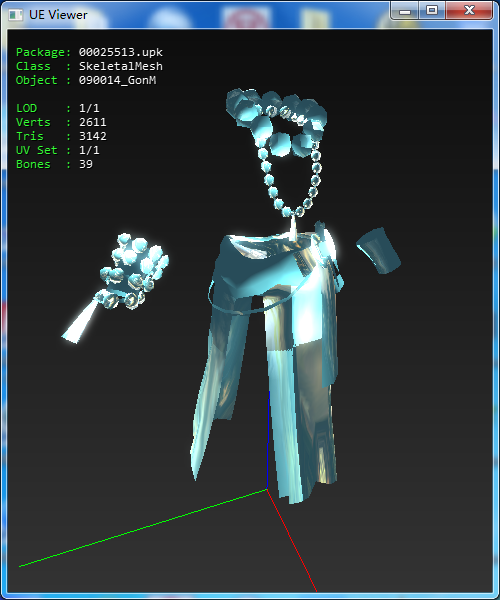 UE Viewer
Package: 00025513.upk
Class : SkeletalMesh
Object : 090014_GonM
LOD : 1/1
Verts : 2611
Tris : 3142
UV Set : 1/1
Bones : 39